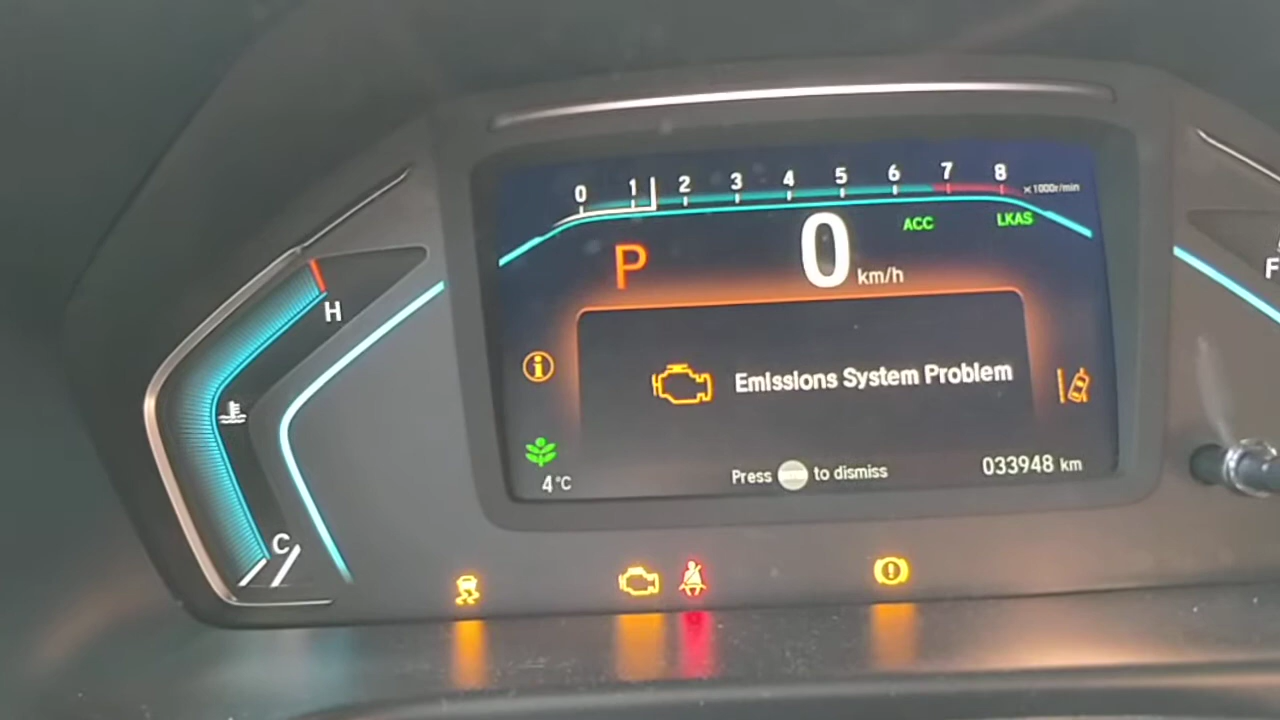 0 1 2 3 4 5 6 7 8 ×1000r/min
ACC LKAS
P 0 km/h
H
F
Emissions System Problem
C
4°C
Press to dismiss
033948 km